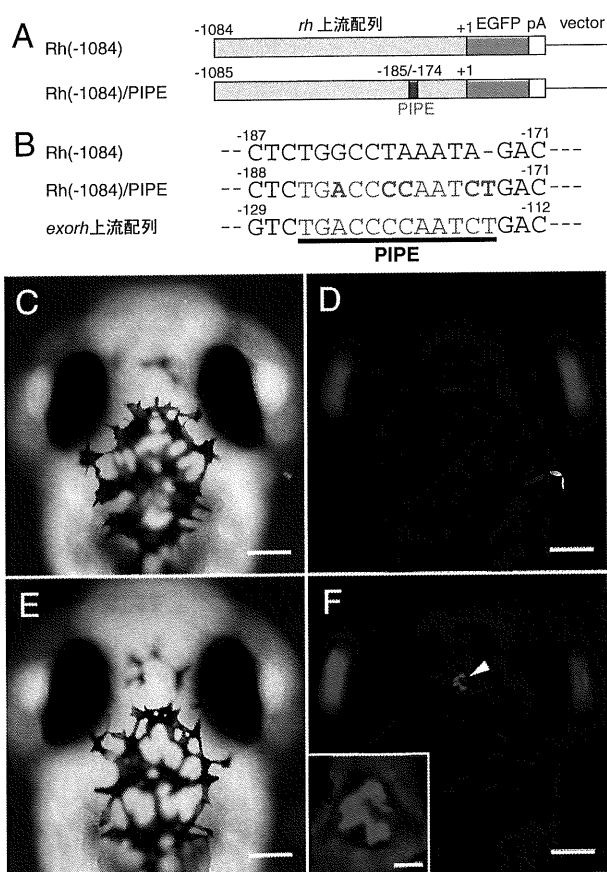 A
rh 上流配列
-1084 +1 EGFP pA vector
Rh(-1084)
-1085 -185/-174 +1
Rh(-1084)/PIPE
PIPE
B
-187 -171
Rh(-1084) -- CTCTGGCCTAAATA-GAC ---
-188 -171
Rh(-1084)/PIPE -- CTCTGACCCCAATCTGAC ---
-129 -112
exorh上流配列 -- GTCTGACCCCAATCTGAC ---
PIPE
C
D
E
F